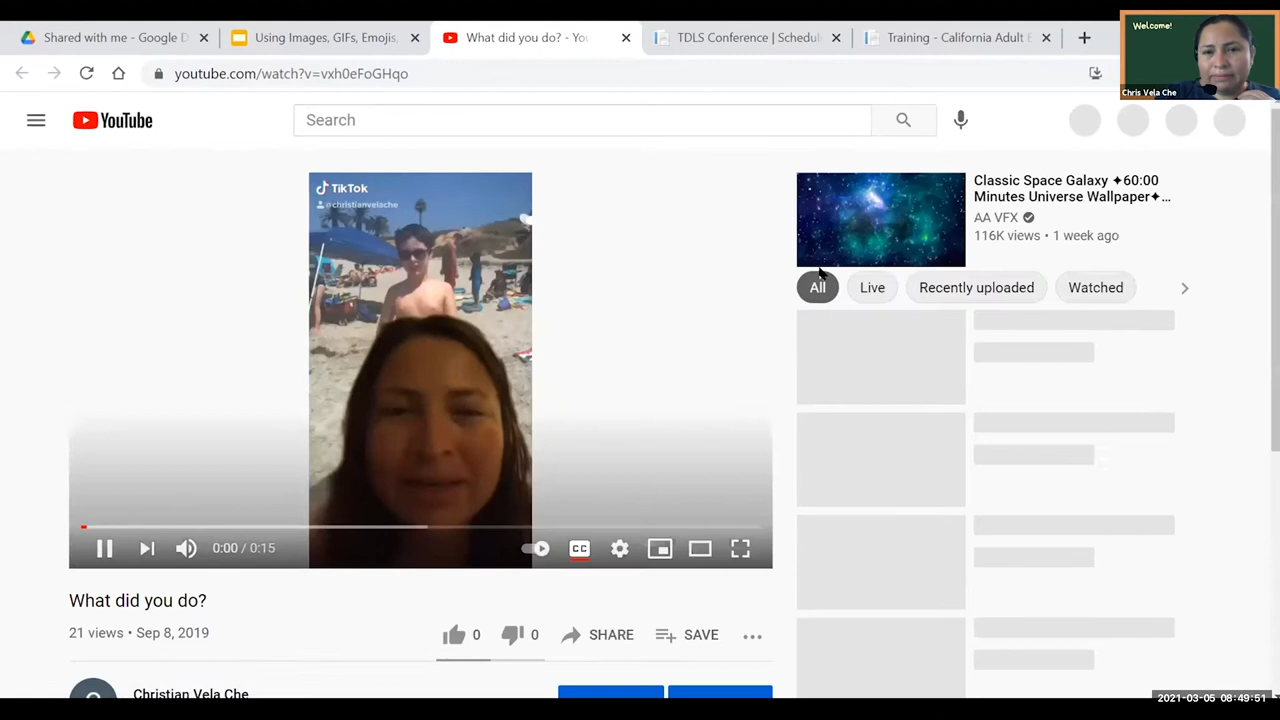 Shared with me - Google D
Using Images, GIFs, Emojis,
What did you do? - You
TDLS Conference | Schedule
Training - California Adult E
Welcome!
Chris Vela Che
youtube.com/watch?v=vxh0eFoGHqo
YouTube
Search
TikTok
@christianvelache
Classic Space Galaxy ✦60:00
Minutes Universe Wallpaper✦…
AA VFX
116K views • 1 week ago
All
Live
Recently uploaded
Watched
0:00 / 0:15
CC
What did you do?
21 views • Sep 8, 2019
0
0
SHARE
SAVE
Christian Vela Che
2021-03-05 08:49:51